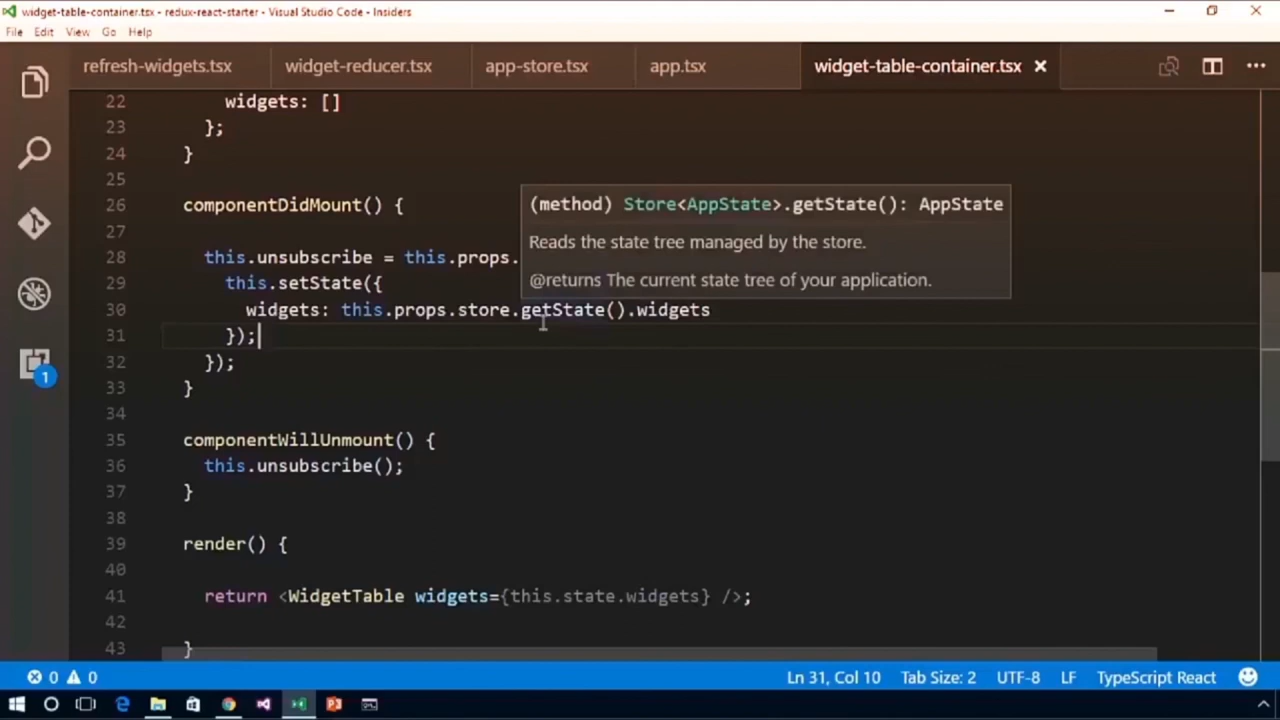 widget-table-container.tsx - redux-react-starter - Visual Studio Code - Insiders
File Edit View Go Help
refresh-widgets.tsx widget-reducer.tsx app-store.tsx app.tsx widget-table-container.tsx
22 widgets: []
23 };
24 }
25
26 componentDidMount() {
(method) Store<AppState>.getState(): AppState
27
Reads the state tree managed by the store.
28 this.unsubscribe = this.props.
@returns The current state tree of your application.
29 this.setState({
30 widgets: this.props.store.getState().widgets
31 });
32 });
33 }
34
35 componentWillUnmount() {
36 this.unsubscribe();
37 }
38
39 render() {
40
41 return <WidgetTable widgets={this.state.widgets} />;
42
43 }
1
0 0 Ln 31, Col 10 Tab Size: 2 UTF-8 LF TypeScript React